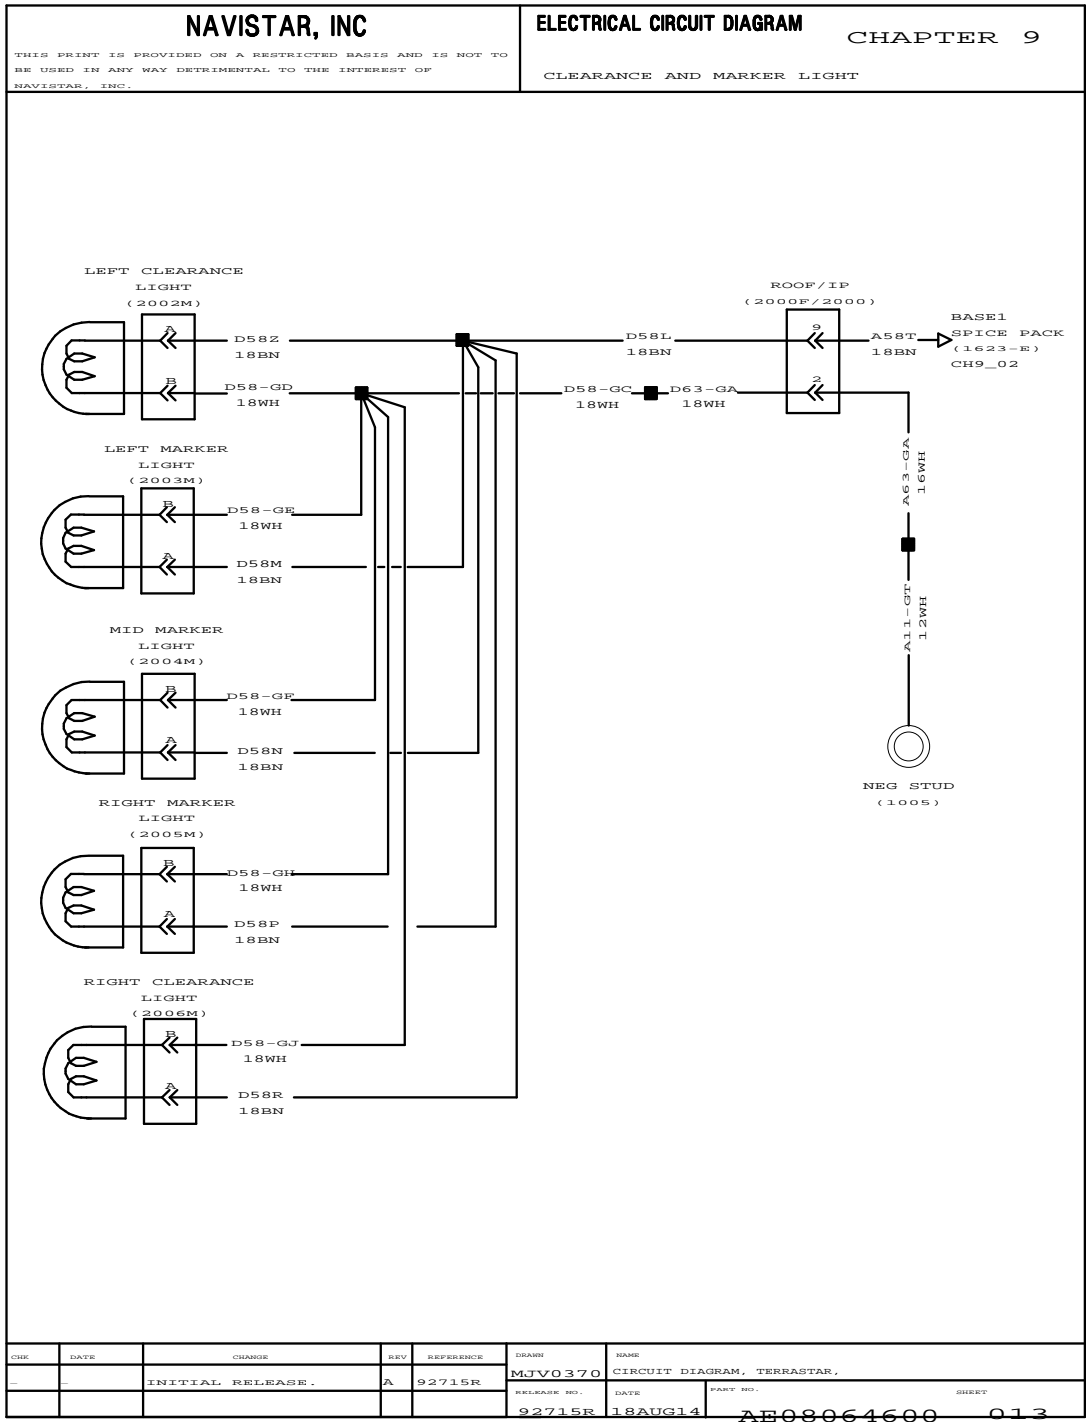 NAVISTAR, INC
THIS PRINT IS PROVIDED ON A RESTRICTED BASIS AND IS NOT TO
BE USED IN ANY WAY DETRIMENTAL TO THE INTEREST OF
NAVISTAR, INC.
ELECTRICAL CIRCUIT DIAGRAM
CHAPTER 9
CLEARANCE AND MARKER LIGHT
LEFT CLEARANCE
LIGHT
(2002M)
A
D58Z
18BN
B
D58-GD
18WH
D58L
18BN
D58-GC
18WH
D63-GA
18WH
ROOF/IP
(2000F/2000)
9
2
A58T
18BN
BASE1
SPICE PACK
(1623-E)
CH9_02
A63-GA
16WH
A11-GT
12WH
NEG STUD
(1005)
LEFT MARKER
LIGHT
(2003M)
B
D58-GE
18WH
A
D58M
18BN
MID MARKER
LIGHT
(2004M)
B
D58-GF
18WH
A
D58N
18BN
RIGHT MARKER
LIGHT
(2005M)
B
D58-GH
18WH
A
D58P
18BN
RIGHT CLEARANCE
LIGHT
(2006M)
B
D58-GJ
18WH
A
D58R
18BN
CHK DATE CHANGE REV REFERENCE
- - INITIAL RELEASE. A 92715R
DRAWN
MJV0370
NAME
CIRCUIT DIAGRAM, TERRASTAR,
RELEASE NO.
92715R
DATE
18AUG14
PART NO.
AE08064600
SHEET
013